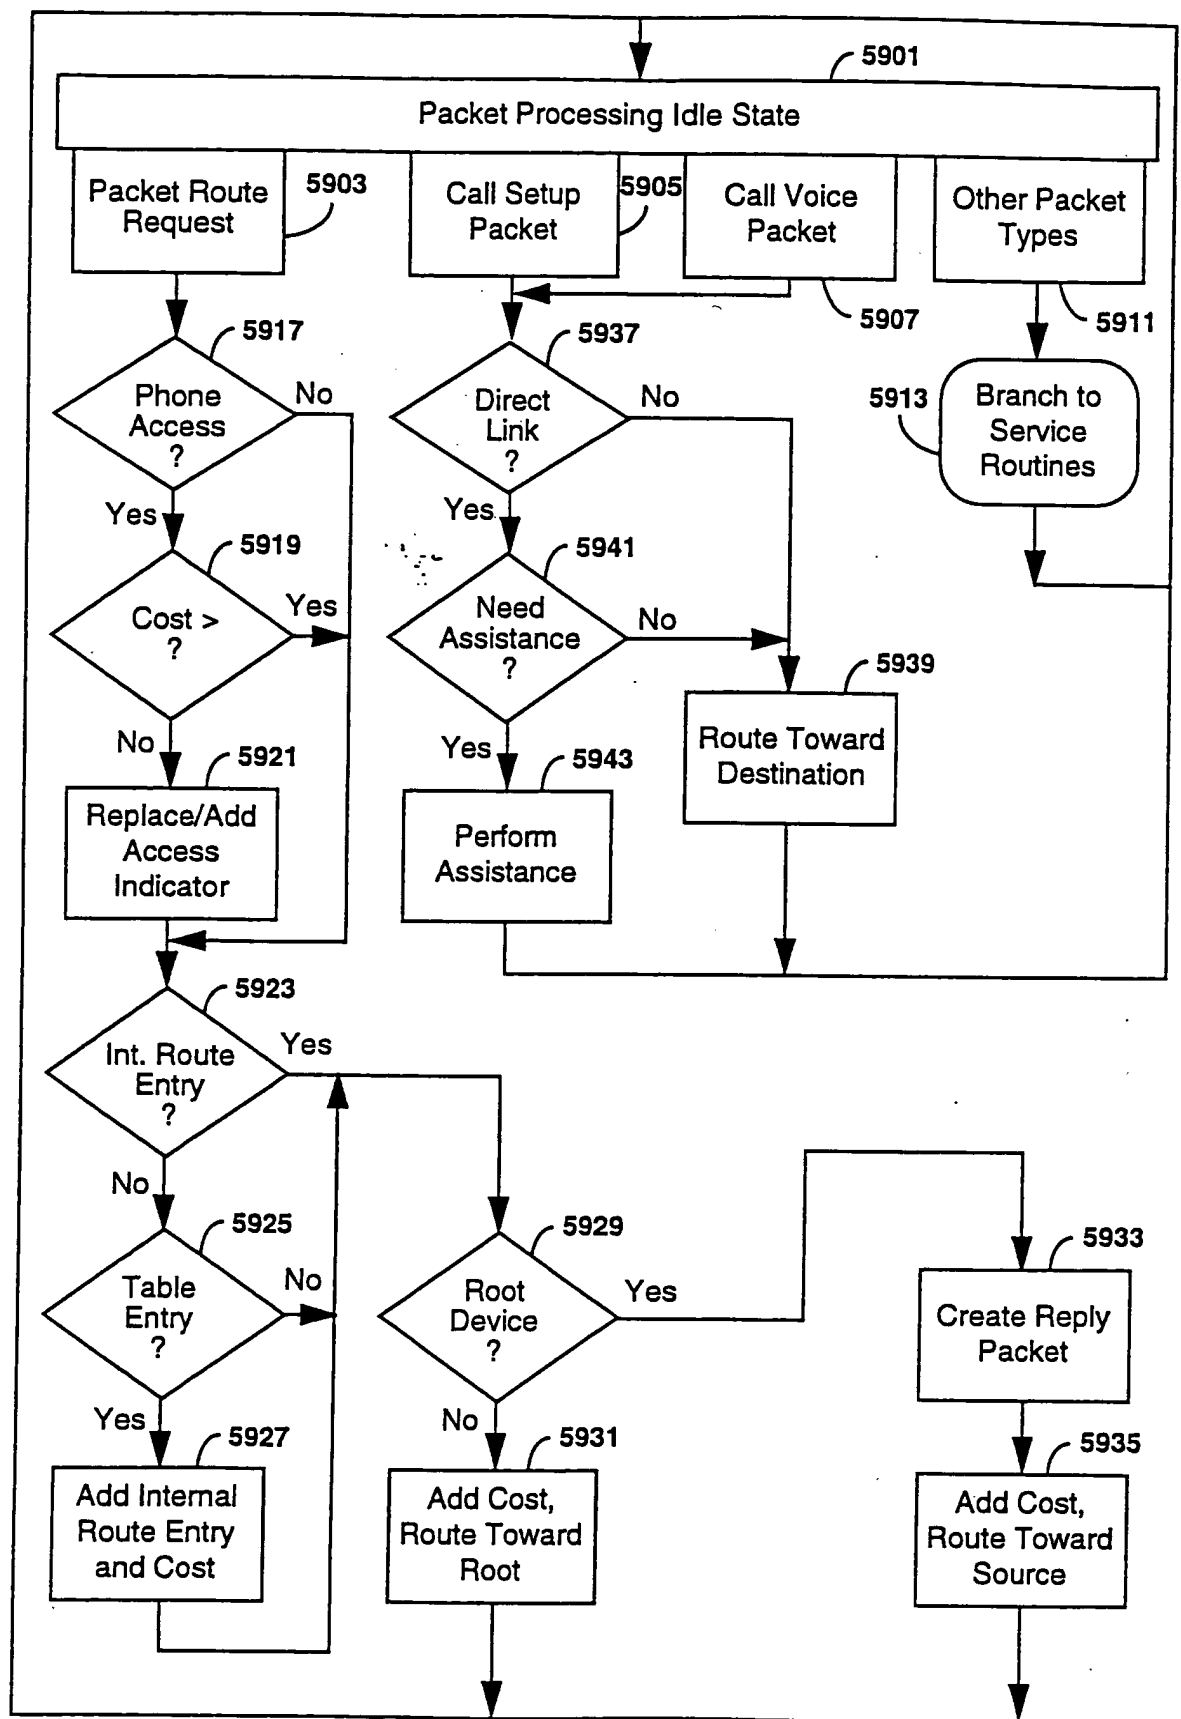 5901
Packet Processing Idle State
Packet Route
Request
5903
Call Setup
Packet
5905
Call Voice
Packet
5907
Other Packet
Types
5911
5917
Phone
Access
?
No
Yes
5937
Direct
Link
?
No
Yes
5913
Branch to
Service
Routines
5919
Cost >
?
Yes
No
5941
Need
Assistance
?
No
Yes
5939
Route Toward
Destination
5921
Replace/Add
Access
Indicator
5943
Perform
Assistance
5923
Int. Route
Entry
?
Yes
No
5925
Table
Entry
?
No
Yes
5929
Root
Device
?
Yes
No
5933
Create Reply
Packet
5927
Add Internal
Route Entry
and Cost
5931
Add Cost,
Route Toward
Root
5935
Add Cost,
Route Toward
Source